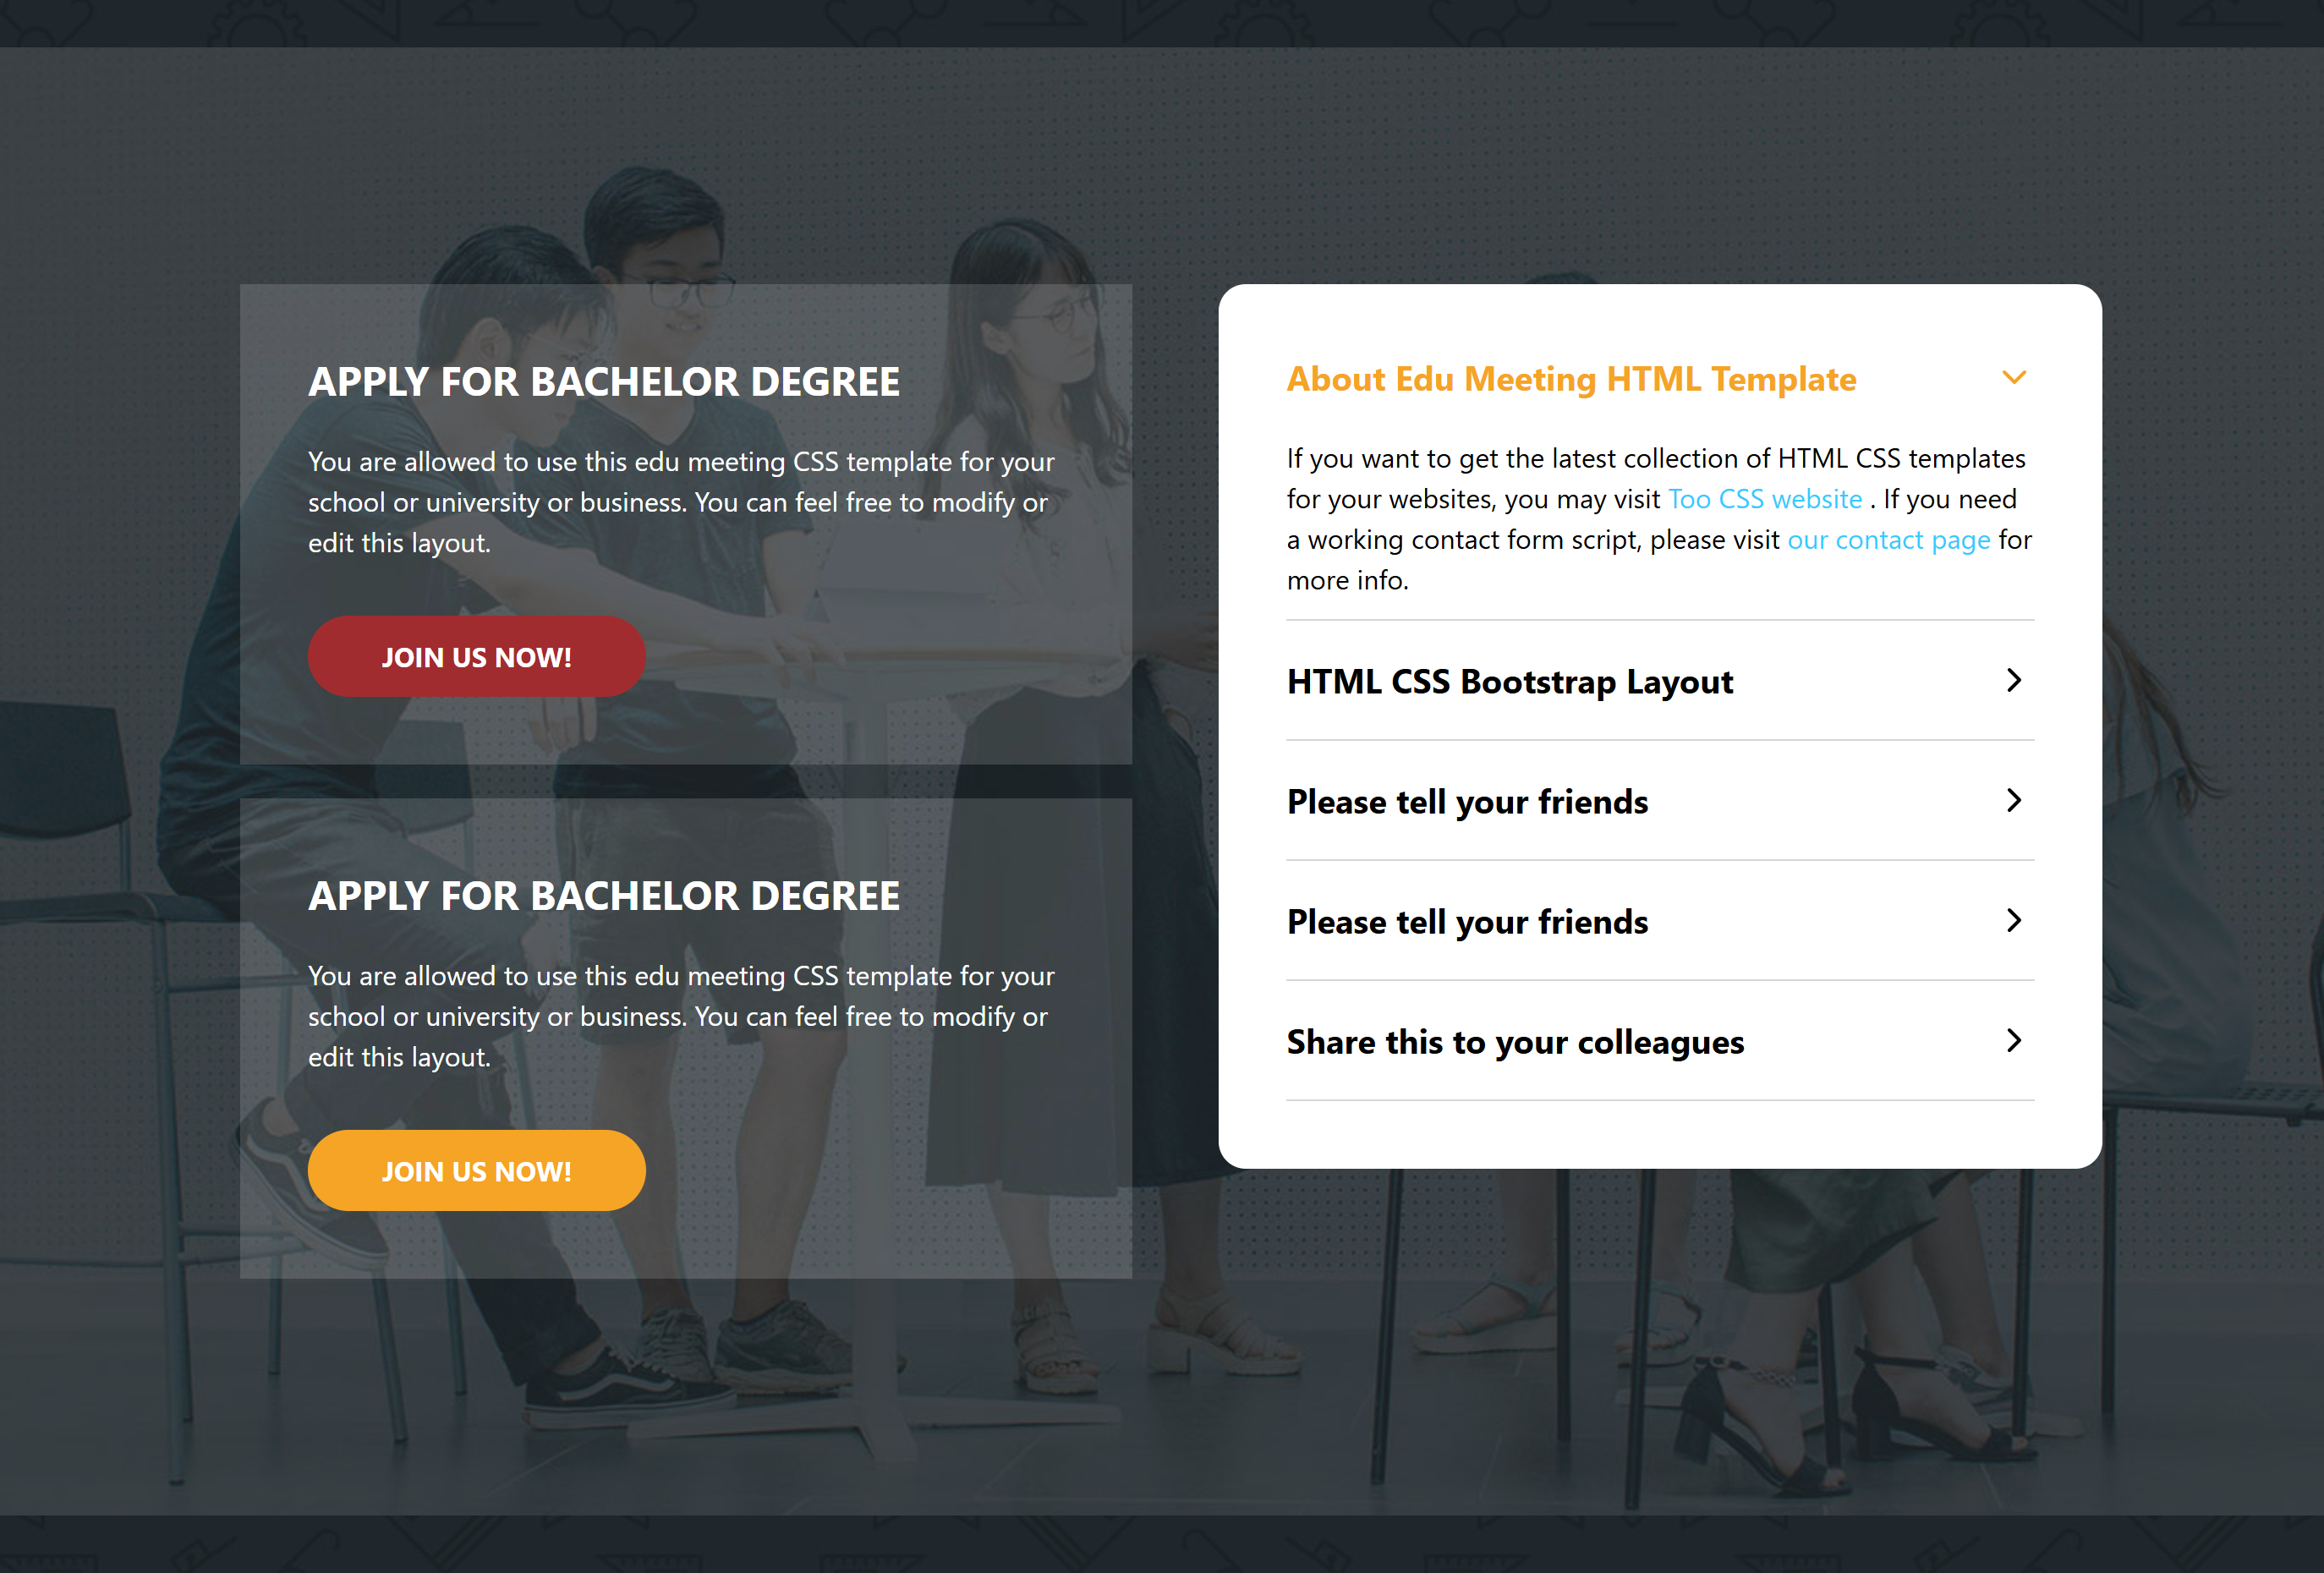 APPLY FOR BACHELOR DEGREE
You are allowed to use this edu meeting CSS template for your
school or university or business. You can feel free to modify or
edit this layout.
JOIN US NOW!
APPLY FOR BACHELOR DEGREE
You are allowed to use this edu meeting CSS template for your
school or university or business. You can feel free to modify or
edit this layout.
JOIN US NOW!
About Edu Meeting HTML Template
If you want to get the latest collection of HTML CSS templates
for your websites, you may visit Too CSS website . If you need
a working contact form script, please visit our contact page for
more info.
HTML CSS Bootstrap Layout
Please tell your friends
Please tell your friends
Share this to your colleagues